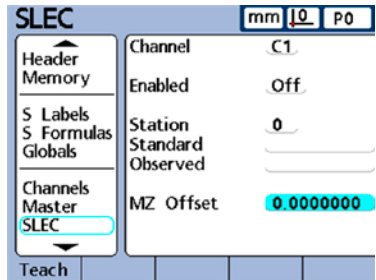 SLEC
mm 0 P0
Header
Memory
S Labels
S Formulas
Globals
Channels
Master
SLEC
Channel C1
Enabled Off
Station 0
Standard
Observed
MZ Offset 0.0000000
Teach